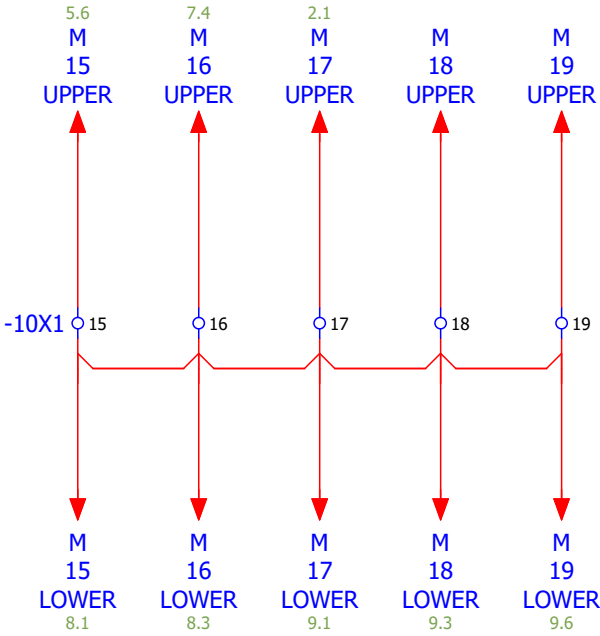 5.6 7.4 2.1
M M M M M
15 16 17 18 19
UPPER UPPER UPPER UPPER UPPER
-10X1 15 16 17 18 19
M M M M M
15 16 17 18 19
LOWER LOWER LOWER LOWER LOWER
8.1 8.3 9.1 9.3 9.6